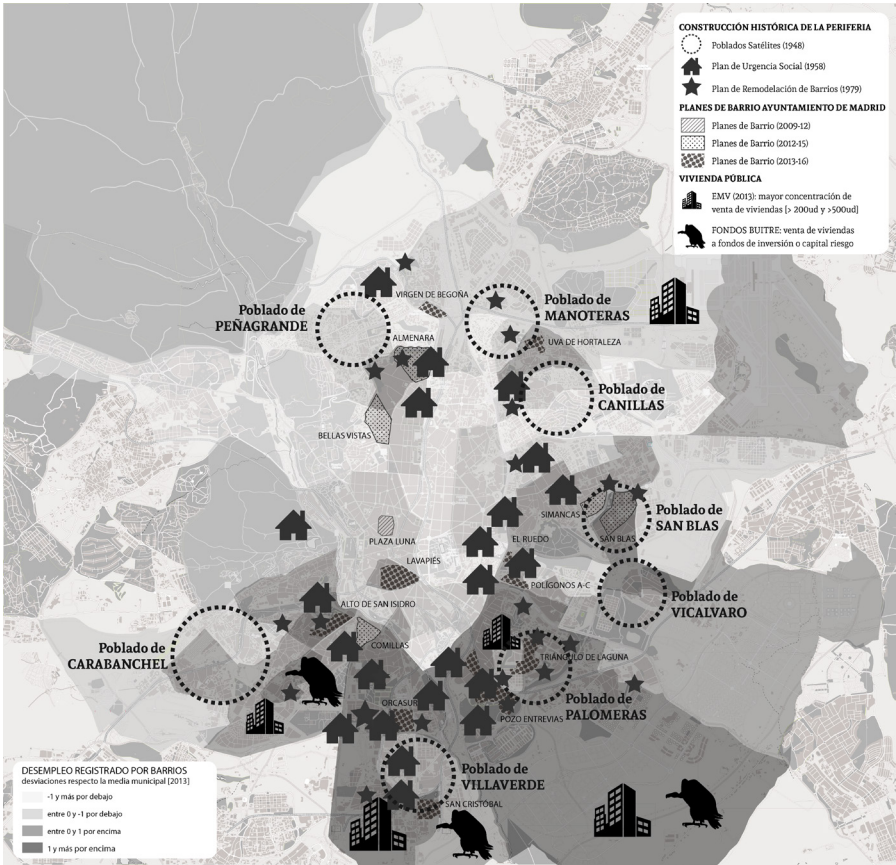 CONSTRUCCIÓN HISTÓRICA DE LA PERIFERIA
Poblados Satélites (1948)
Plan de Urgencia Social (1958)
Plan de Remodelación de Barrios (1979)
PLANES DE BARRIO AYUNTAMIENTO DE MADRID
Planes de Barrio (2009-12)
Planes de Barrio (2012-15)
Planes de Barrio (2013-16)
VIVIENDA PÚBLICA
EMV (2013): mayor concentración de
venta de viviendas [> 200ud y >500ud]
FONDOS BUITRE: venta de viviendas
a fondos de inversión o capital riesgo
VIRGEN DE BEGOÑA
Poblado de
PEÑAGRANDE
Poblado de
MANOTERAS
ALMENARA
UVA DE HORTALEZA
Poblado de
CANILLAS
BELLAS VISTAS
SIMANCAS
Poblado de
SAN BLAS
PLAZA LUNA
EL RUEDO
SAN BLAS
LAVAPIÉS
POLÍGONOS A-C
Poblado de
VICALVARO
ALTO DE SAN ISIDRO
COMILLAS
Poblado de
CARABANCHEL
TRIÁNGULO DE LAGUNA
ORCASUR
Poblado de
PALOMERAS
POZO ENTREVIAS
Poblado de
VILLAVERDE
SAN CRISTÓBAL
DESEMPLEO REGISTRADO POR BARRIOS
desviaciones respecto la media municipal [2013]
-1 y más por debajo
entre 0 y -1 por debajo
entre 0 y 1 por encima
1 y más por encima